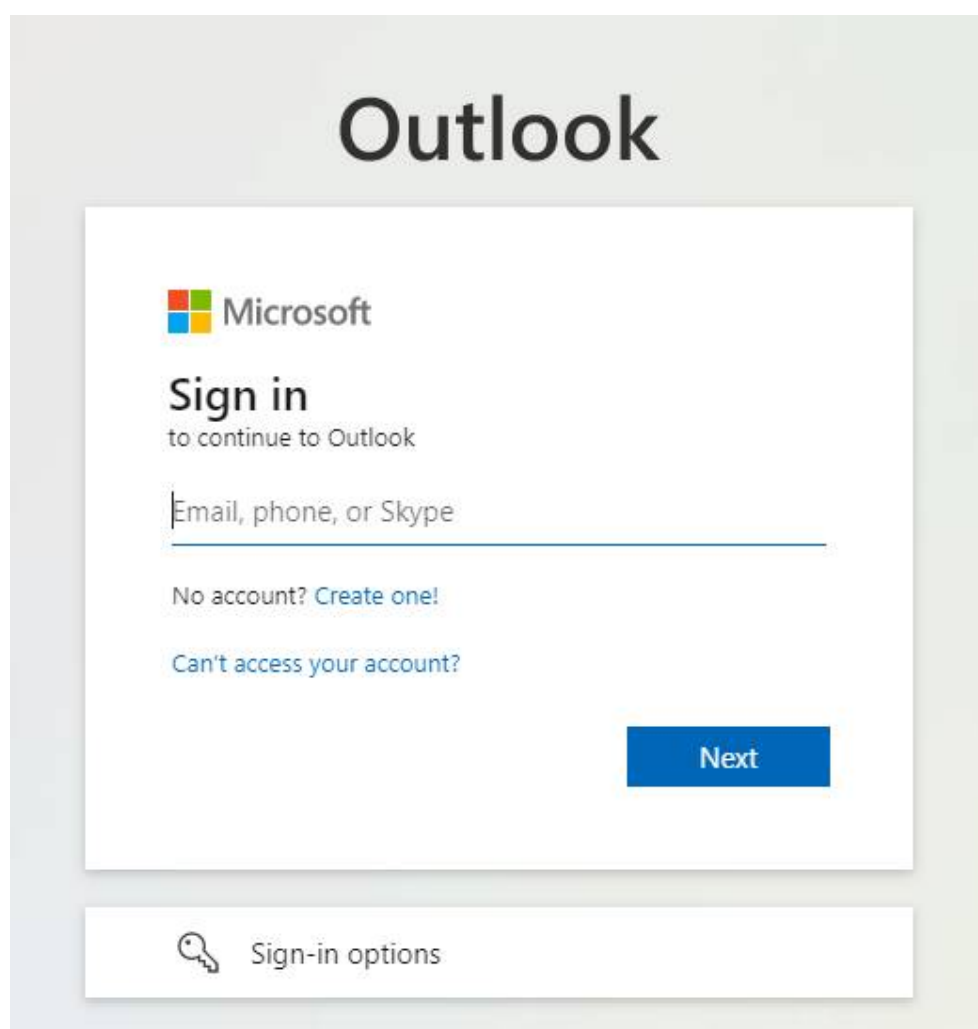 Outlook
Microsoft
Sign in
to continue to Outlook
Email, phone, or Skype
No account? Create one!
Can't access your account?
Next
Sign-in options